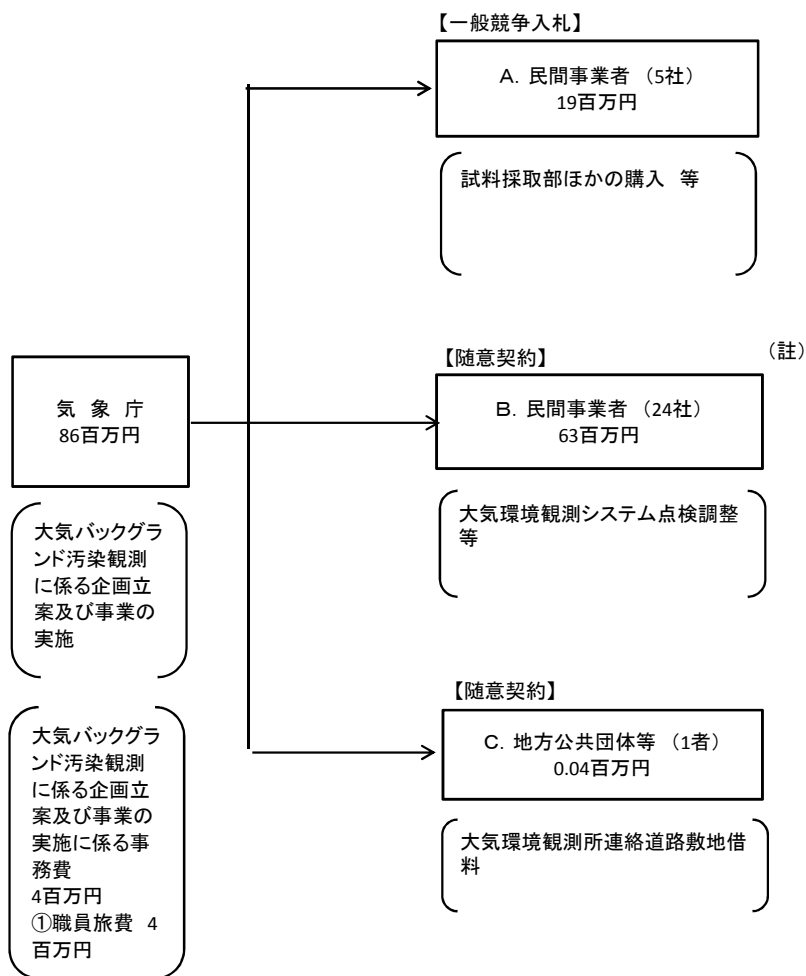 【一般競争入札】
A. 民間事業者 （5社）
19百万円
試料採取部ほかの購入 等
気 象 庁
86百万円
大気バックグラ
ンド汚染観測
に係る企画立
案及び事業の
実施
大気バックグラ
ンド汚染観測
に係る企画立
案及び事業の
実施に係る事
務費
4百万円
①職員旅費 4
百万円
【随意契約】
（註）
B. 民間事業者 （24社）
63百万円
大気環境観測システム点検調整
等
【随意契約】
C. 地方公共団体等 （1者）
0.04百万円
大気環境観測所連絡道路敷地借
料